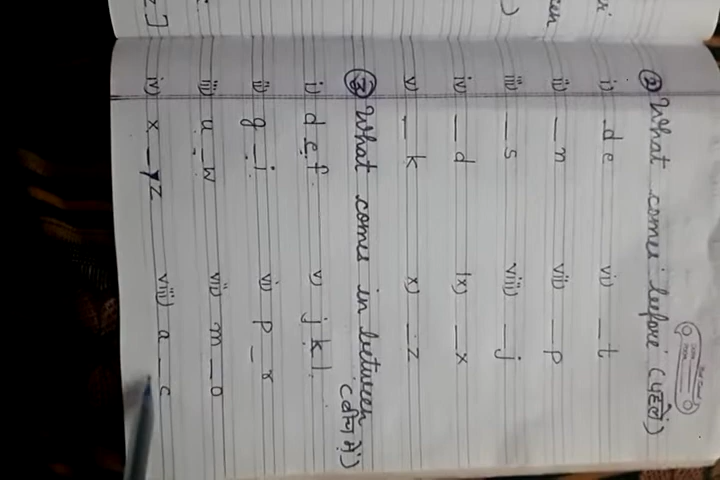 ② What comes before (पहले)
i) _d e vi) _ t
ii) _ n vii) _ p
iii) _ s viii) _ j
iv) _ d ix) _ x
v) _ k x) _ z
③ What comes in between
(बीच में)
i) d e f. v) j k l.
ii) g _ i vi) p _ r
iii) u _ w vii) m _ o
iv) x _ y z viii) a _ c